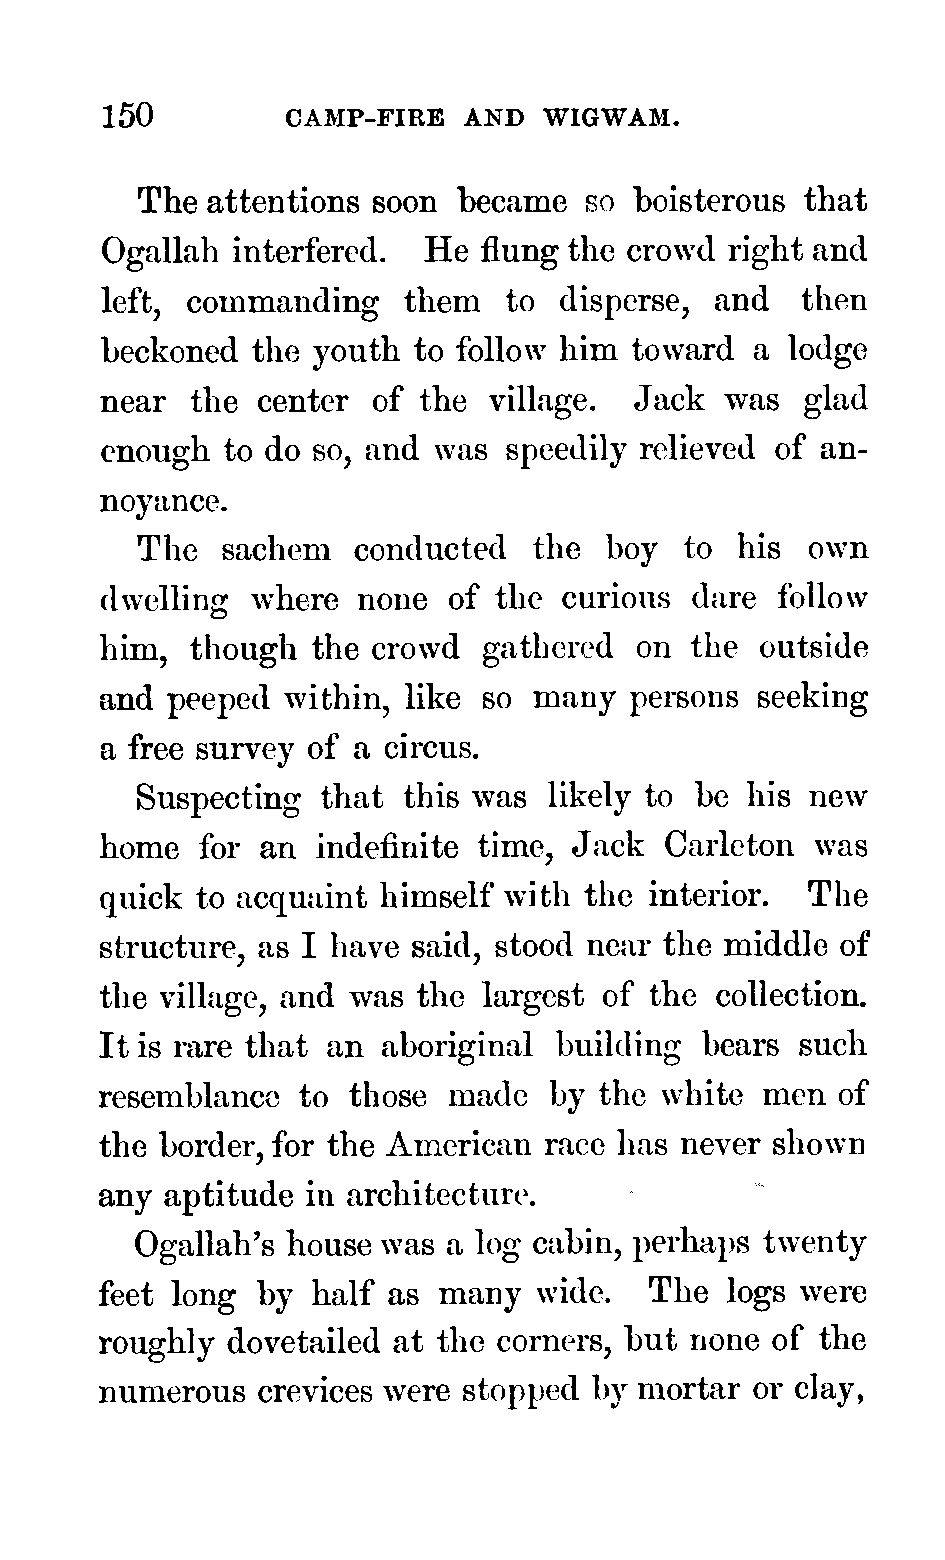 150 CAMP-FIRE AND WIGWAM.
The attentions soon became so boisterous that
Ogallah interfered. He flung the crowd right and
left, commanding them to disperse, and then
beckoned the youth to follow him toward a lodge
near the center of the village. Jack was glad
enough to do so, and was speedily relieved of an-
noyance.
The sachem conducted the boy to his own
dwelling where none of the curious dare follow
him, though the crowd gathered on the outside
and peeped within, like so many persons seeking
a free survey of a circus.
Suspecting that this was likely to be his new
home for an indefinite time, Jack Carleton was
quick to acquaint himself with the interior. The
structure, as I have said, stood near the middle of
the village, and was the largest of the collection.
It is rare that an aboriginal building bears such
resemblance to those made by the white men of
the border, for the American race has never shown
any aptitude in architecture.
Ogallah's house was a log cabin, perhaps twenty
feet long by half as many wide. The logs were
roughly dovetailed at the corners, but none of the
numerous crevices were stopped by mortar or clay,